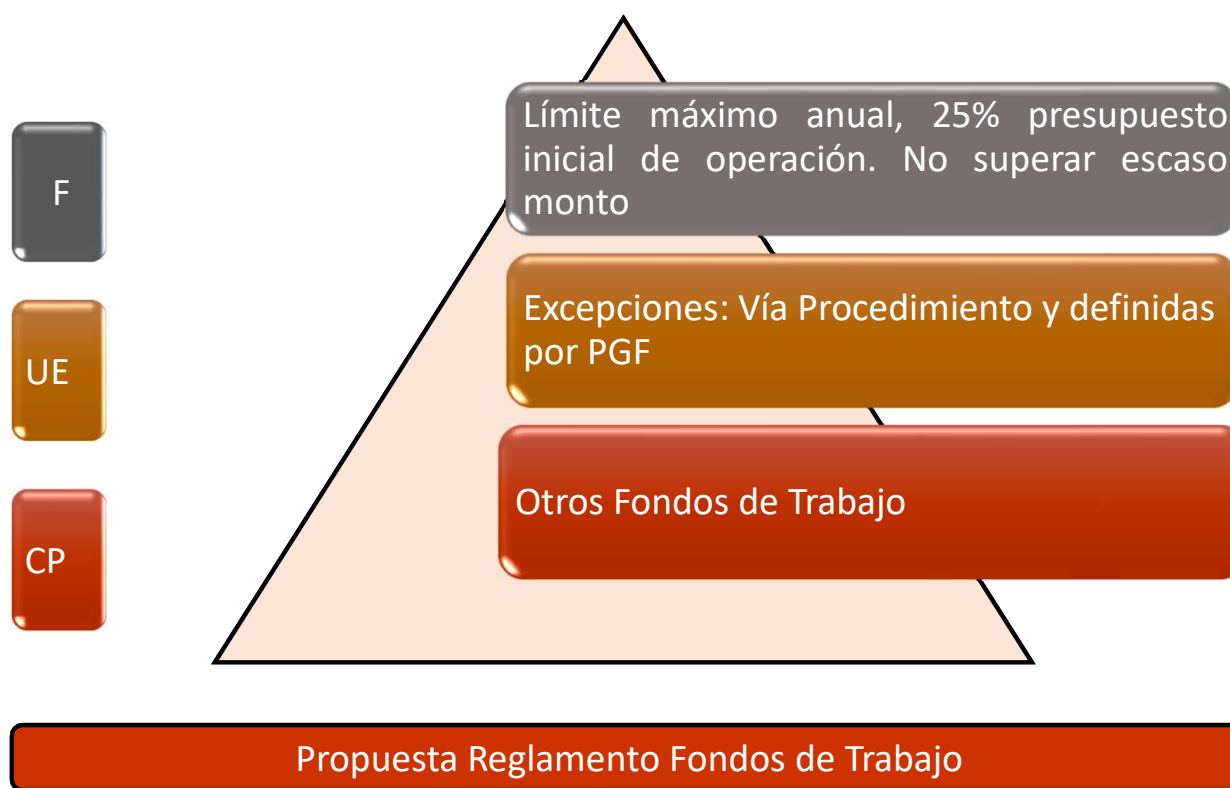 F
Límite máximo anual, 25% presupuesto
inicial de operación. No superar escaso
monto
UE
Excepciones: Vía Procedimiento y definidas
por PGF
CP
Otros Fondos de Trabajo
Propuesta Reglamento Fondos de Trabajo